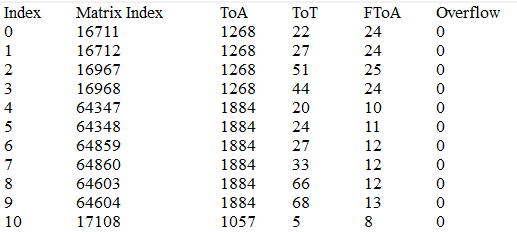 Index Matrix Index ToA ToT FToA Overflow
0 16711 1268 22 24 0
1 16712 1268 27 24 0
2 16967 1268 51 25 0
3 16968 1268 44 24 0
4 64347 1884 20 10 0
5 64348 1884 24 11 0
6 64859 1884 27 12 0
7 64860 1884 33 12 0
8 64603 1884 66 12 0
9 64604 1884 68 13 0
10 17108 1057 5 8 0